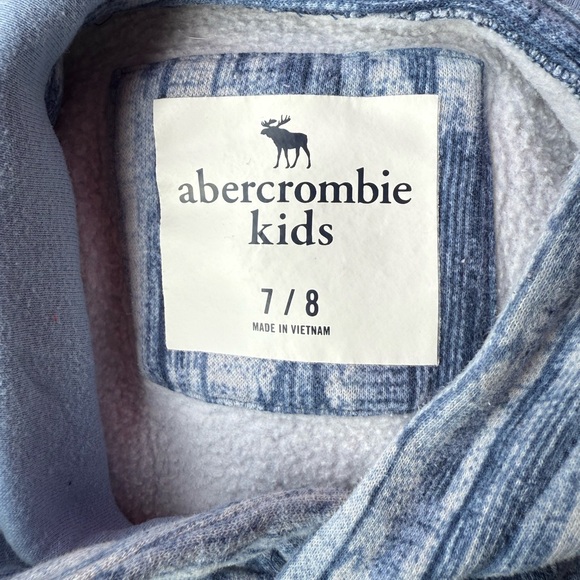 abercrombie
kids
7 / 8
MADE IN VIETNAM